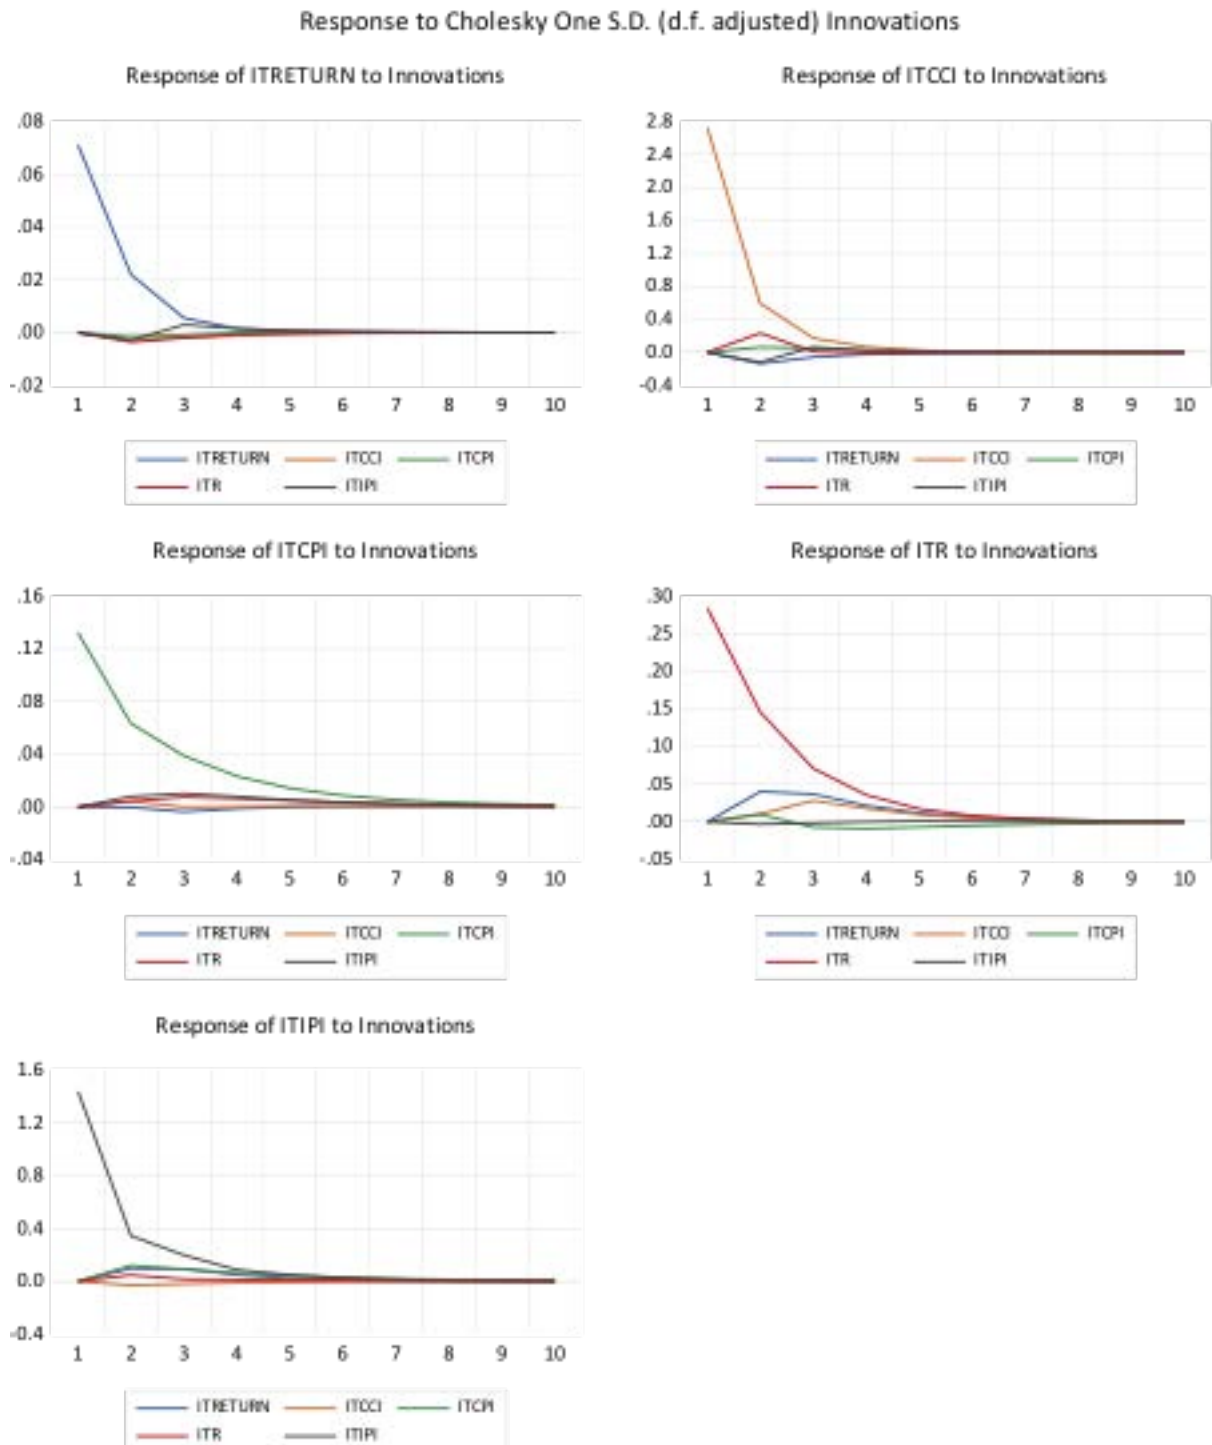 Response to Cholesky One S.D. (d.f. adjusted) Innovations
Response of ITRETURN to Innovations
.08
.06
.04
.02
.00
-.02
1 2 3 4 5 6 7 8 9 10
ITRETURN ITCCI ITCPI
ITR ITIPI
Response of ITCCI to Innovations
2.8
2.4
2.0
1.6
1.2
0.8
0.4
0.0
-0.4
1 2 3 4 5 6 7 8 9 10
ITRETURN ITCCI ITCPI
ITR ITIPI
Response of ITCPI to Innovations
.16
.12
.08
.04
.00
-.04
1 2 3 4 5 6 7 8 9 10
ITRETURN ITCCI ITCPI
ITR ITIPI
Response of ITR to Innovations
.30
.25
.20
.15
.10
.05
.00
-.05
1 2 3 4 5 6 7 8 9 10
ITRETURN ITCCI ITCPI
ITR ITIPI
Response of ITIPI to Innovations
1.6
1.2
0.8
0.4
0.0
-0.4
1 2 3 4 5 6 7 8 9 10
ITRETURN ITCCI ITCPI
ITR ITIPI